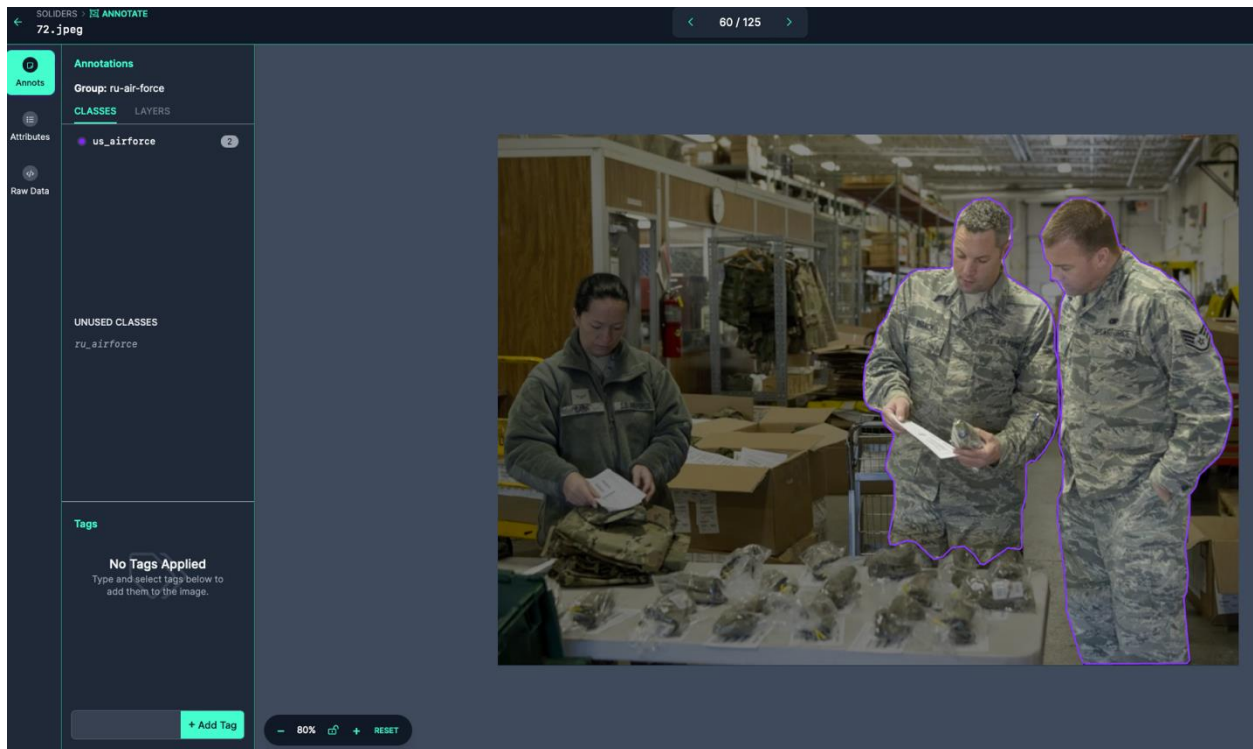 SOLIDERS > ANNOTATE
72.jpeg
60 / 125
Annots
Attributes
Raw Data
Annotations
Group: ru-air-force
CLASSES LAYERS
us_airforce 2
UNUSED CLASSES
ru_airforce
Tags
No Tags Applied
Type and select tags below to
add them to the image.
+ Add Tag
80% RESET